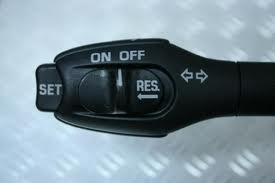 ON OFF
SET
RES.